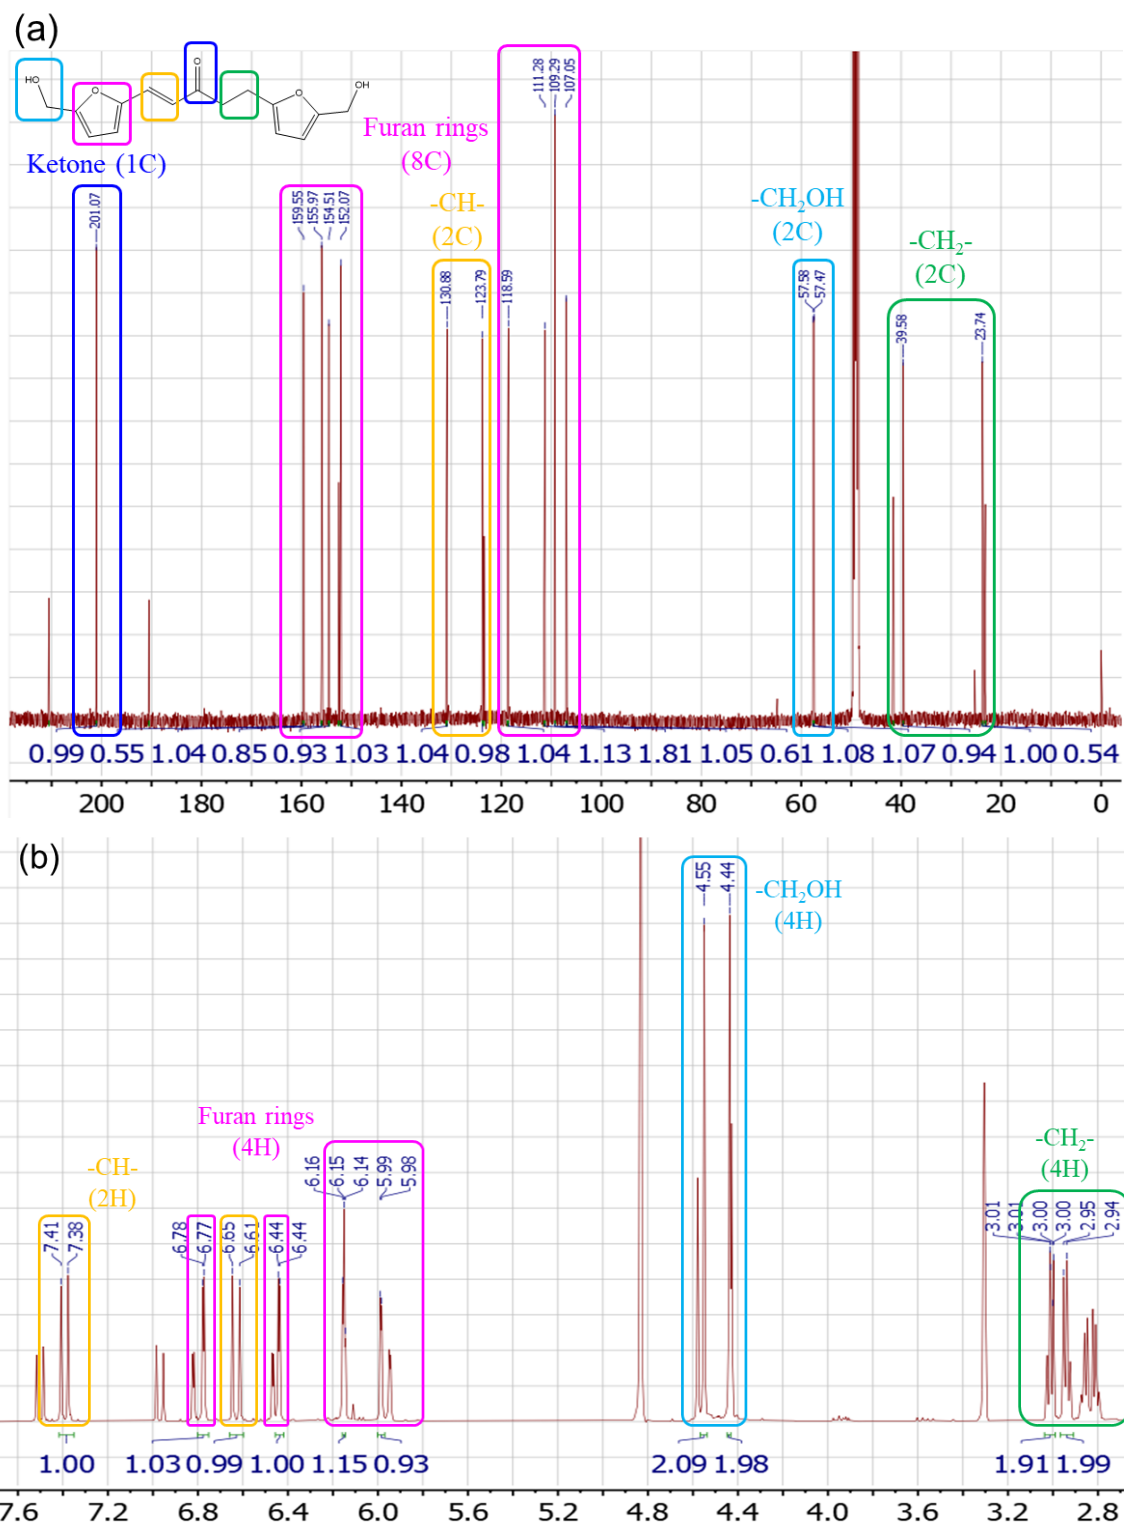 (a)
HO
O
O
O
OH
Ketone (1C)
Furan rings
(8C)
-CH-
(2C)
-CH₂OH
(2C)
-CH₂-
(2C)
201.07
159.55
155.97
154.51
152.07
130.88
123.79
118.59
111.28
109.29
107.05
57.58
57.47
39.58
23.74
0.99 0.55 1.04 0.85 0.93 1.03 1.04 0.98 1.04 1.13 1.81 1.05 0.61 1.08 1.07 0.94 1.00 0.54
200 180 160 140 120 100 80 60 40 20 0
(b)
-CH₂OH
(4H)
4.55
4.44
Furan rings
(4H)
-CH-
(2H)
-CH₂-
(4H)
7.41
7.38
6.78
6.77
6.65
6.61
6.44
6.44
6.16
6.15
6.14
5.99
5.98
3.01
3.01
3.00
3.00
2.95
2.94
1.00 1.03 0.99 1.00 1.15 0.93 2.09 1.98 1.91 1.99
7.6 7.2 6.8 6.4 6.0 5.6 5.2 4.8 4.4 4.0 3.6 3.2 2.8